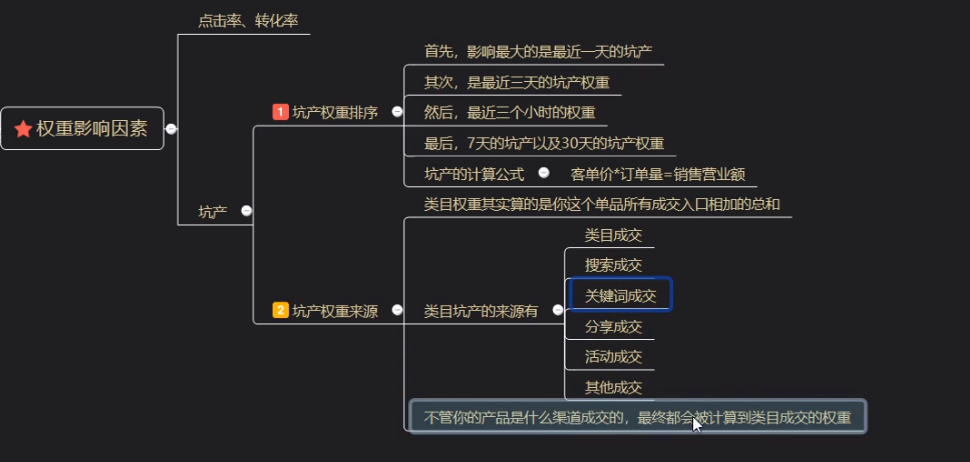 点击率、转化率
权重影响因素
坑产
1 坑产权重排序
首先，影响最大的是最近一天的坑产
其次，是最近三天的坑产权重
然后，最近三个小时的权重
最后，7天的坑产以及30天的坑产权重
坑产的计算公式
客单价*订单量=销售营业额
2 坑产权重来源
类目权重其实算的是你这个单品所有成交入口相加的总和
类目坑产的来源有
类目成交
搜索成交
关键词成交
分享成交
活动成交
其他成交
不管你的产品是什么渠道成交的，最终都会被计算到类目成交的权重